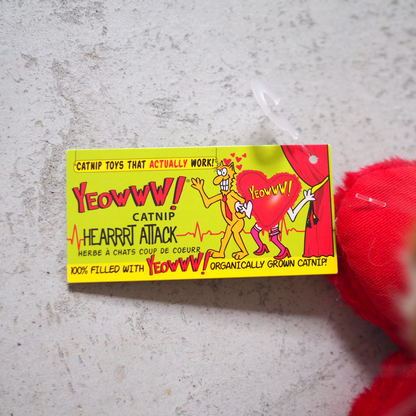 CATNIP TOYS THAT ACTUALLY WORK!
YEOWWW!
CATNIP
HEARRRT ATTACK
HERBE À CHATS COUP DE COEURR
YEOWWW!
100% FILLED WITH YEOWWW! ORGANICALLY GROWN CATNIP!